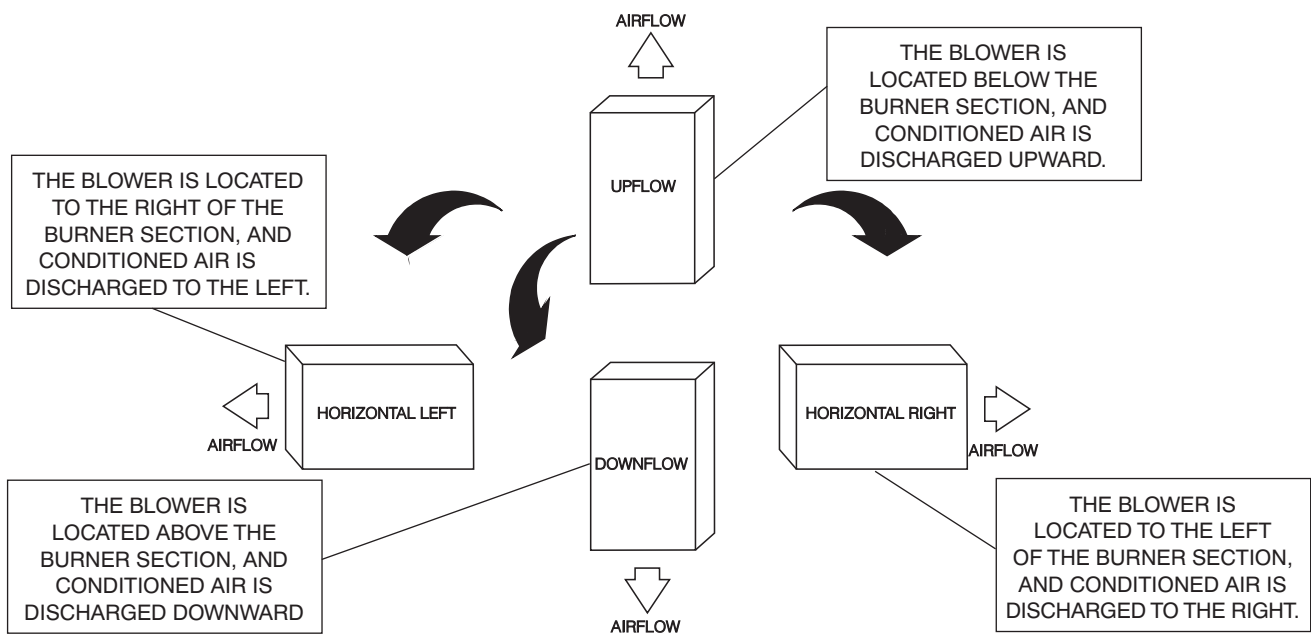 AIRFLOW
THE BLOWER IS
LOCATED BELOW THE
BURNER SECTION, AND
CONDITIONED AIR IS
DISCHARGED UPWARD.
THE BLOWER IS LOCATED
TO THE RIGHT OF THE
BURNER SECTION, AND
CONDITIONED AIR IS
DISCHARGED TO THE LEFT.
UPFLOW
HORIZONTAL LEFT
AIRFLOW
DOWNFLOW
HORIZONTAL RIGHT
AIRFLOW
THE BLOWER IS
LOCATED ABOVE THE
BURNER SECTION, AND
CONDITIONED AIR IS
DISCHARGED DOWNWARD
AIRFLOW
THE BLOWER IS
LOCATED TO THE LEFT
OF THE BURNER SECTION,
AND CONDITIONED AIR IS
DISCHARGED TO THE RIGHT.